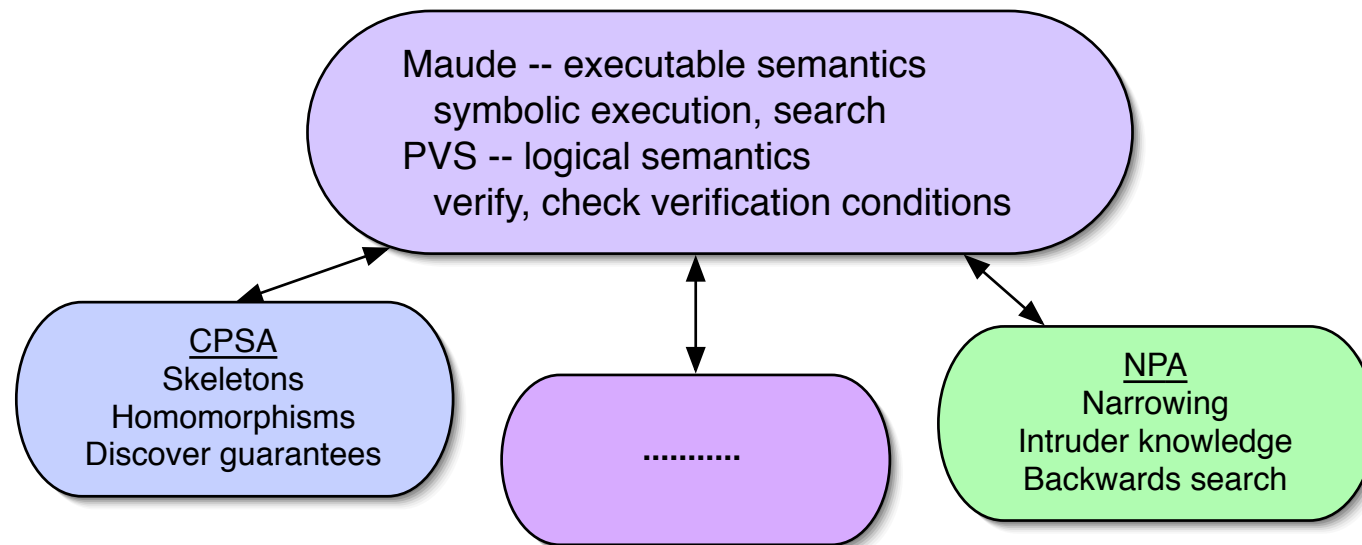 Maude -- executable semantics
symbolic execution, search
PVS -- logical semantics
verify, check verification conditions
CPSA
Skeletons
Homomorphisms
Discover guarantees
...........
NPA
Narrowing
Intruder knowledge
Backwards search